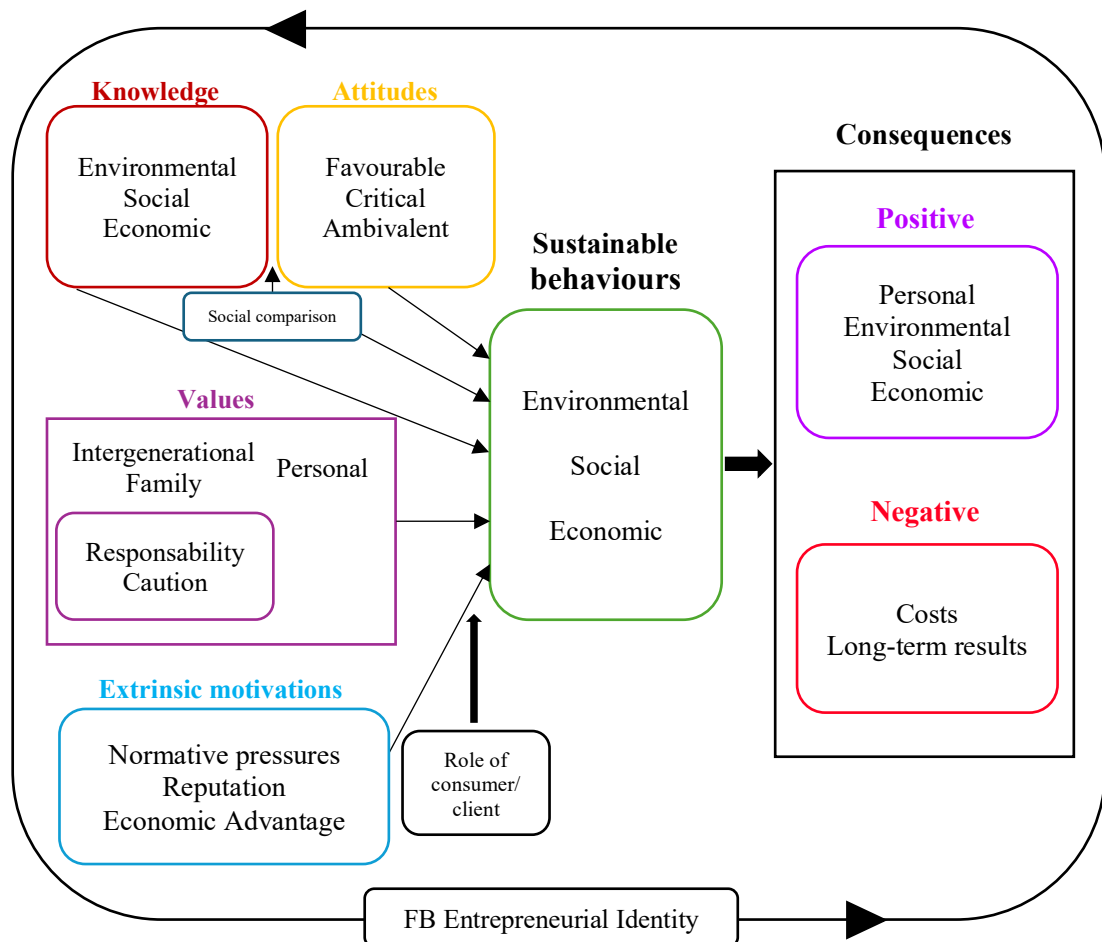 Knowledge
Environmental
Social
Economic
Attitudes
Favourable
Critical
Ambivalent
Social comparison
Values
Intergenerational
Family
Personal
Responsability
Caution
Extrinsic motivations
Normative pressures
Reputation
Economic Advantage
Role of
consumer/
client
Sustainable
behaviours
Environmental
Social
Economic
Consequences
Positive
Personal
Environmental
Social
Economic
Negative
Costs
Long-term results
FB Entrepreneurial Identity